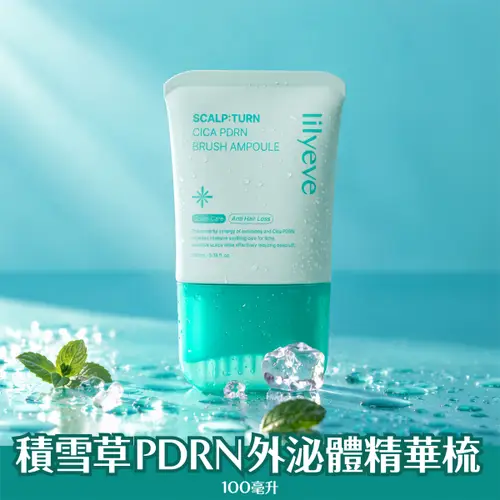 SCALP:TURN
CICA PDRN
BRUSH AMPOULE
lilyeve
Scalp Care
Anti Hair Loss
積雪草PDRN外泌體精華梳
100毫升